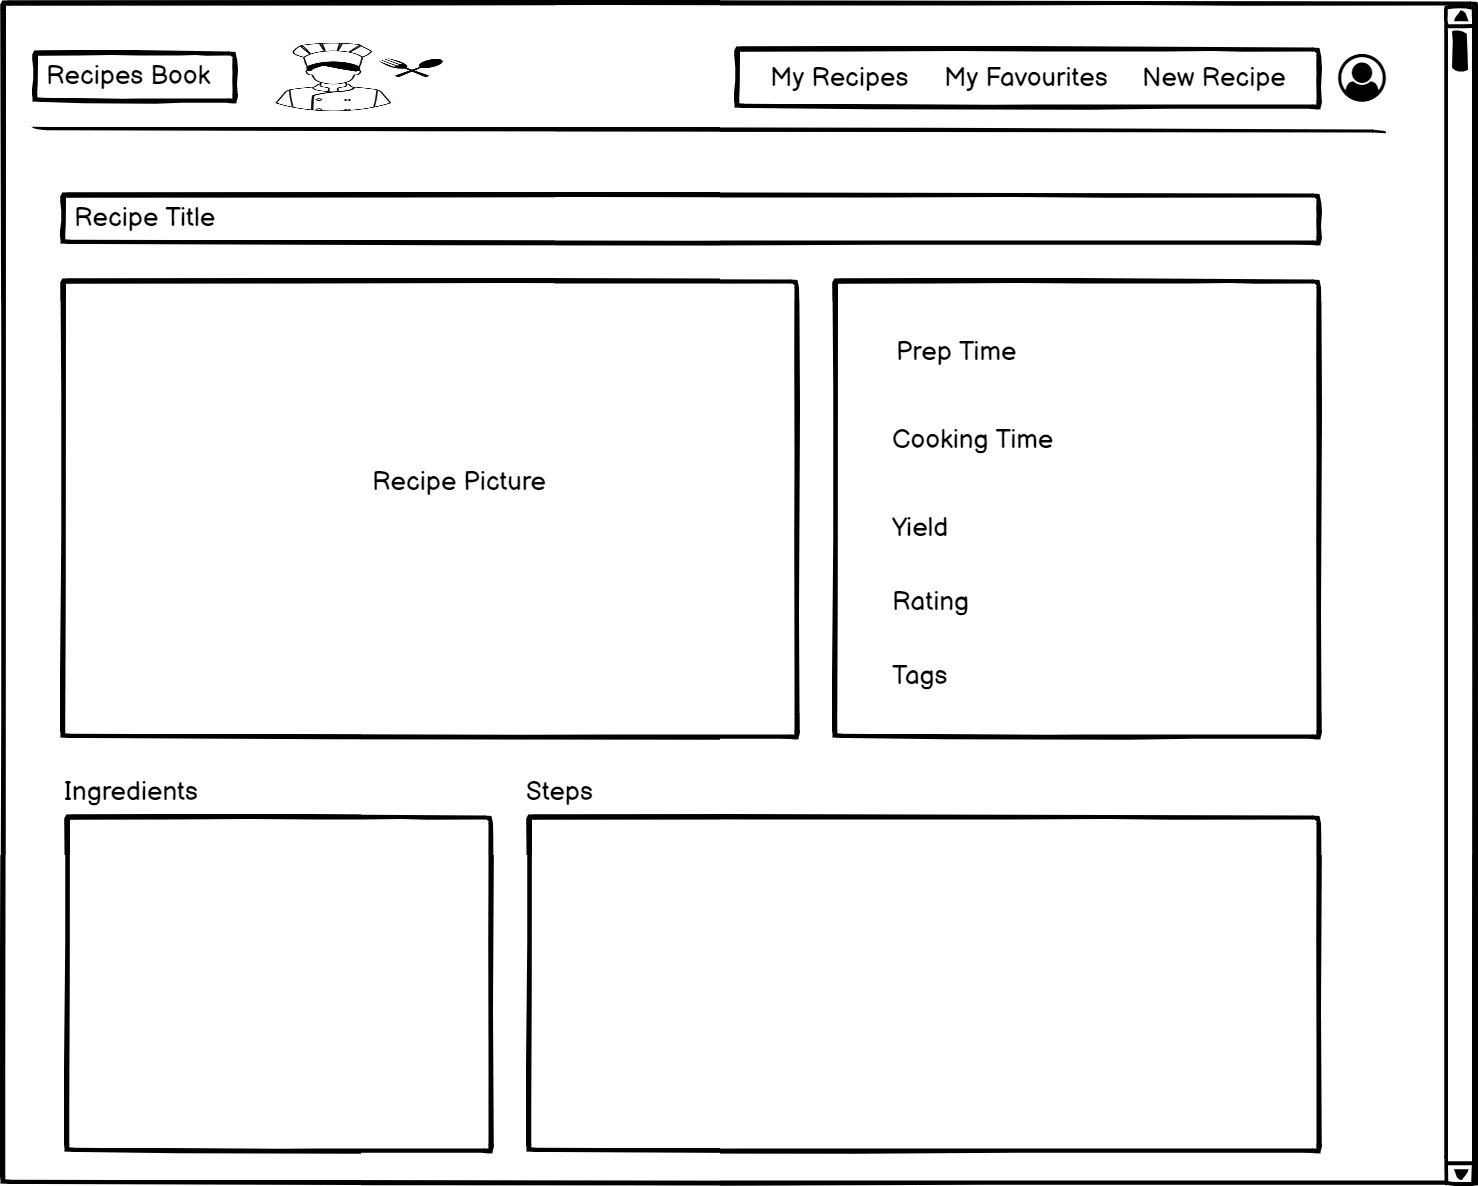 Recipes Book
My Recipes My Favourites New Recipe
Recipe Title
Recipe Picture
Prep Time
Cooking Time
Yield
Rating
Tags
Ingredients
Steps